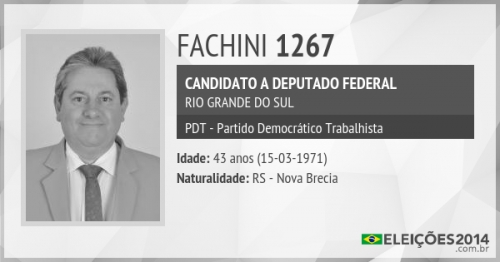 FACHINI 1267
CANDIDATO A DEPUTADO FEDERAL
RIO GRANDE DO SUL
PDT - Partido Democrático Trabalhista
Idade: 43 anos (15-03-1971)
Naturalidade: RS - Nova Brecia
ELEIÇÕES2014
.com.br